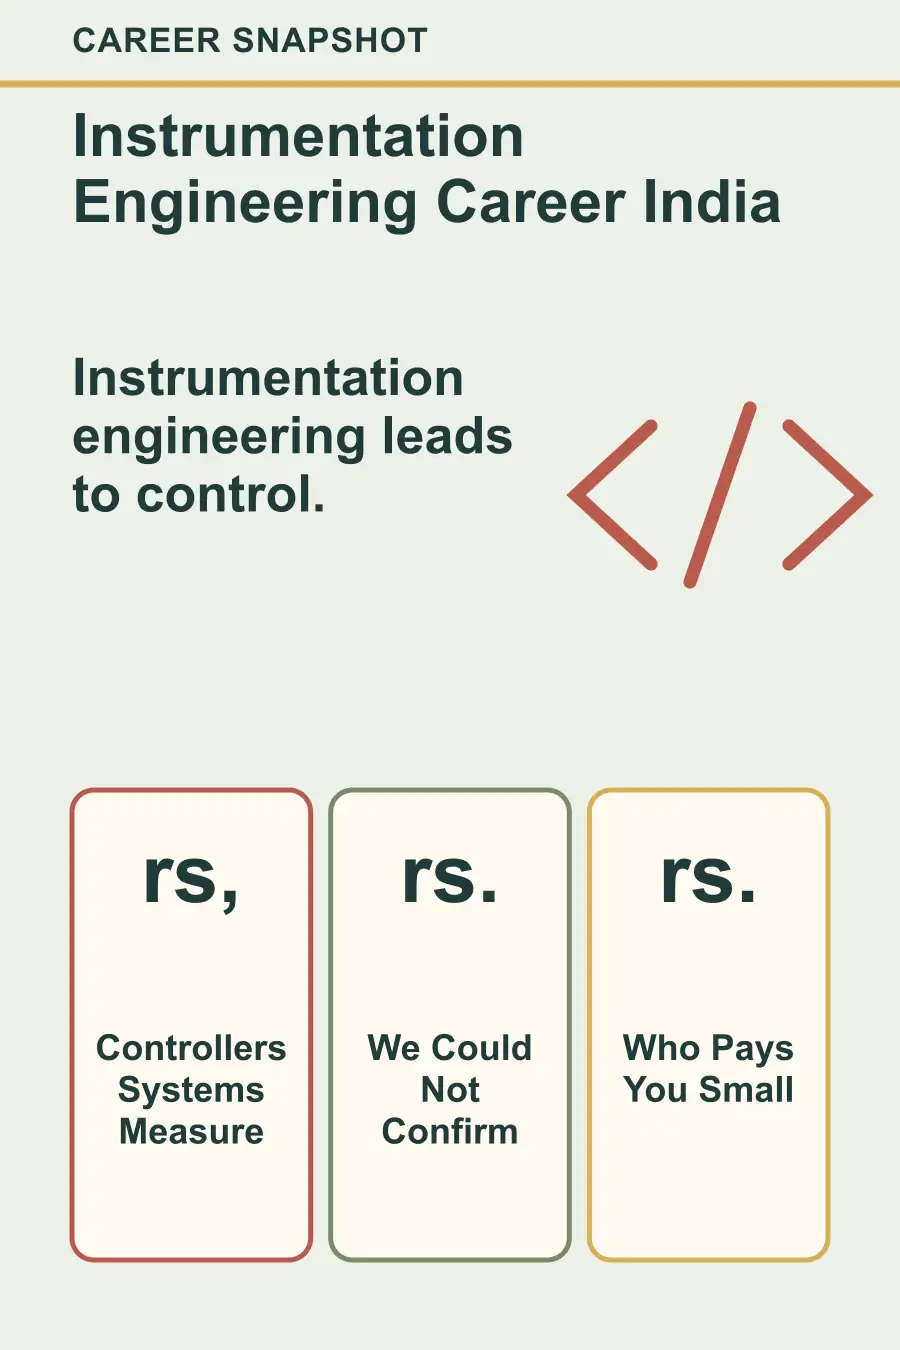 CAREER SNAPSHOT
Instrumentation
Engineering Career India
Instrumentation
engineering leads
to control.
rs,
Controllers
Systems
Measure
rs.
We Could
Not
Confirm
rs.
Who Pays
You Small